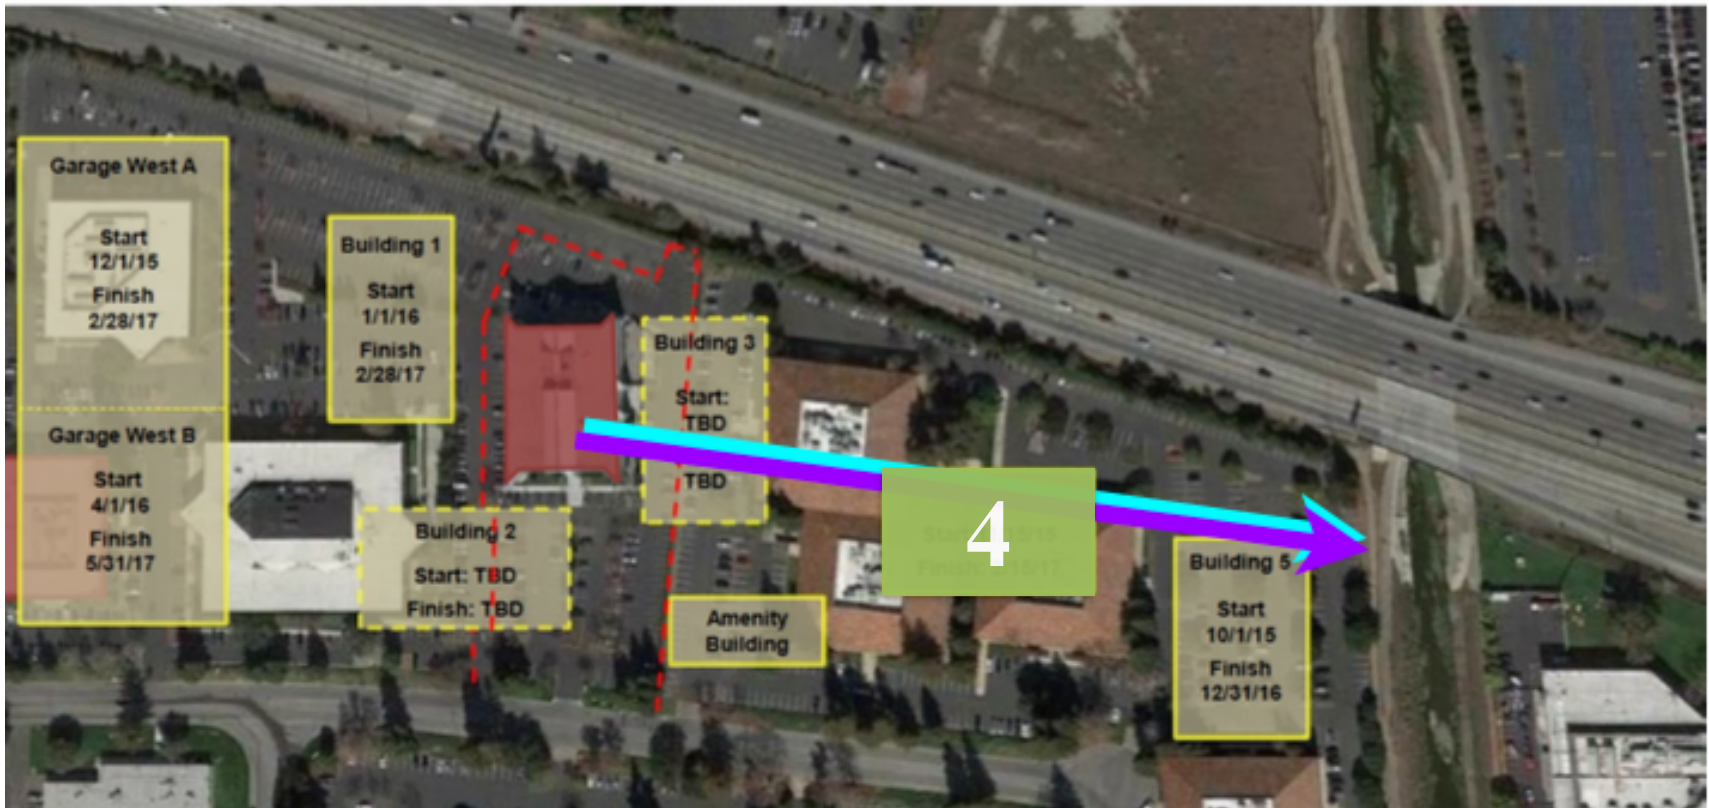 Garage West A
Start
12/1/15
Finish
2/28/17
Garage West B
Start
4/1/16
Finish
5/31/17
Building 1
Start
1/1/16
Finish
2/28/17
Building 2
Start: TBD
Finish: TBD
Building 3
Start:
TBD
TBD
4
Amenity
Building
Building 5
Start
10/1/15
Finish
12/31/16